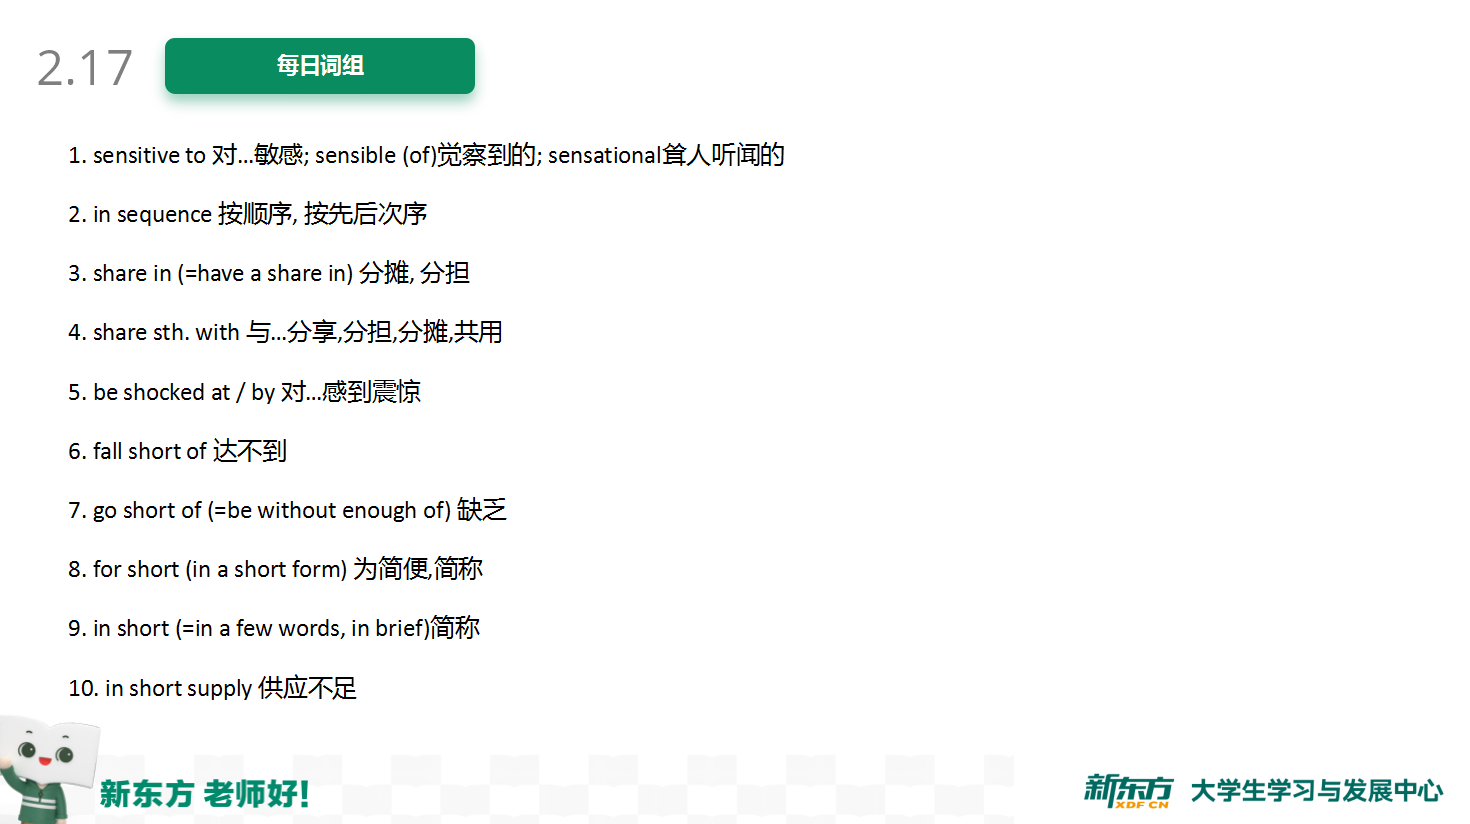 2.17
每日词组
1. sensitive to 对...敏感; sensible (of)觉察到的; sensational耸人听闻的
2. in sequence 按顺序, 按先后次序
3. share in (=have a share in) 分摊, 分担
4. share sth. with 与...分享,分担,分摊,共用
5. be shocked at / by 对...感到震惊
6. fall short of 达不到
7. go short of (=be without enough of) 缺乏
8. for short (in a short form) 为简便,简称
9. in short (=in a few words, in brief)简称
10. in short supply 供应不足
新东方 老师好!
新东方 XDF.CN 大学生学习与发展中心